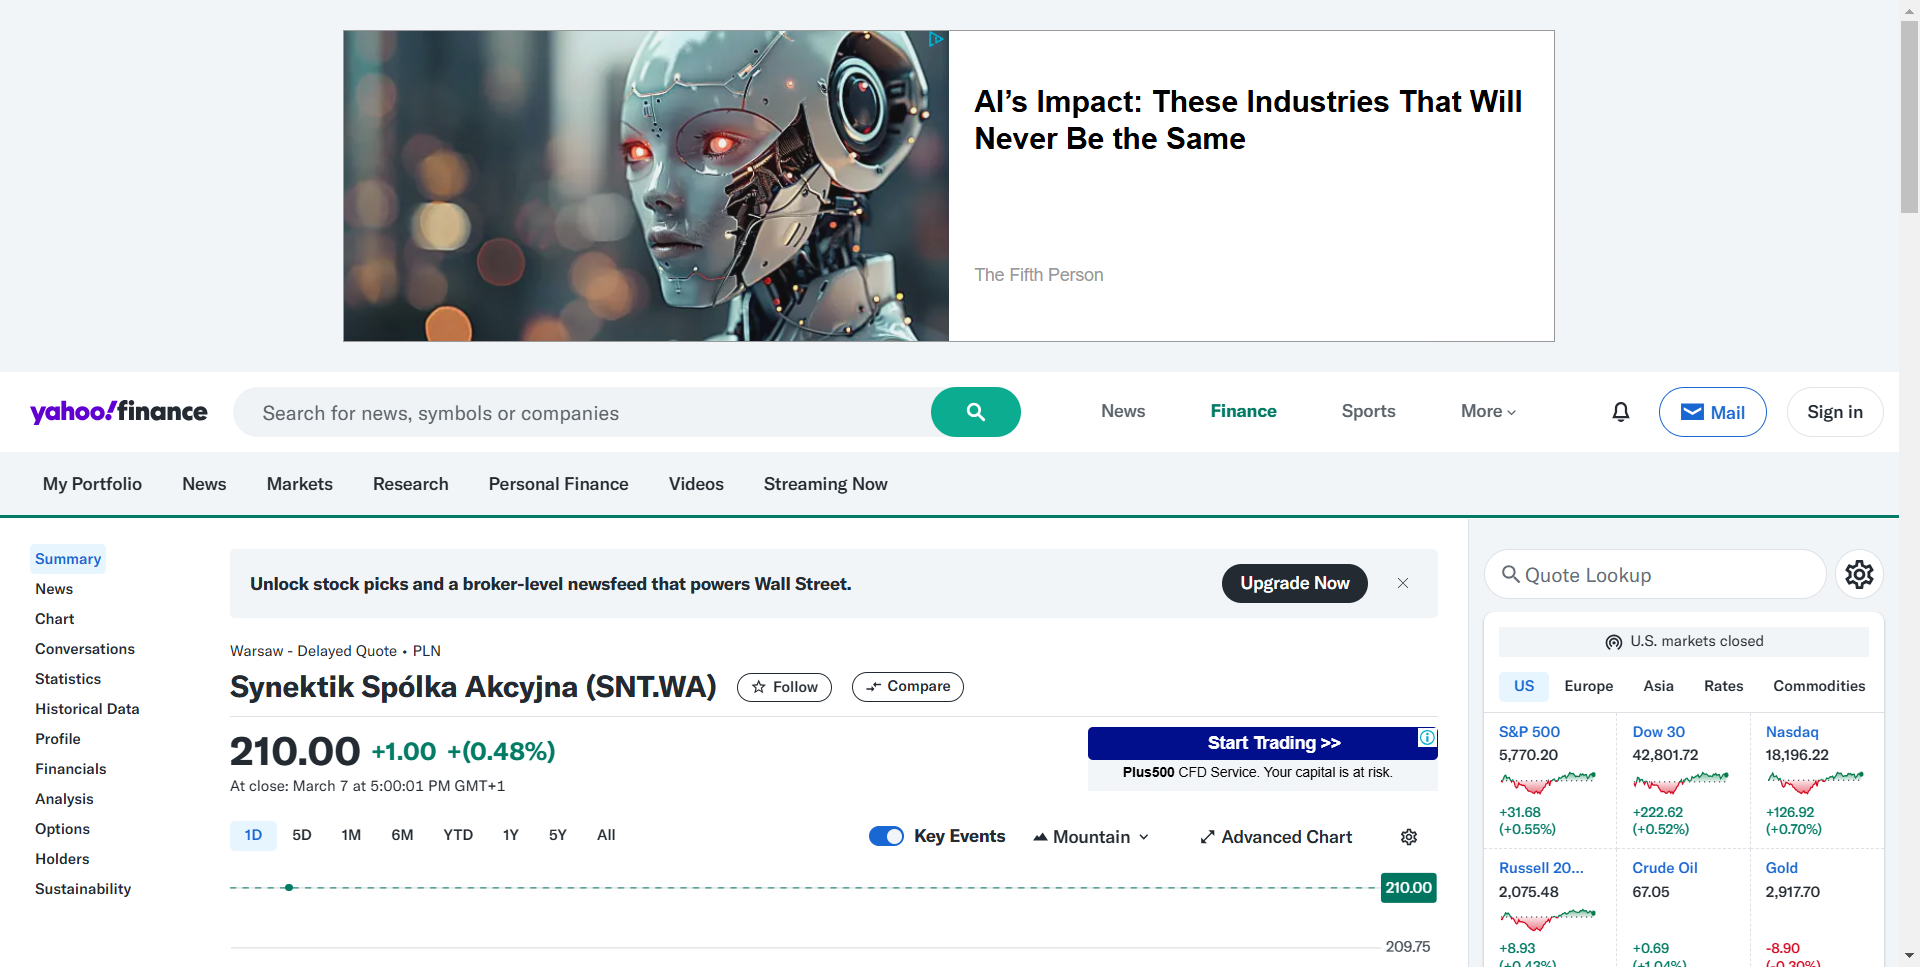 AI's Impact: These Industries That Will
Never Be the Same
The Fifth Person
yahoo!finance
Search for news, symbols or companies
News
Finance
Sports
More
Mail
Sign in
My Portfolio
News
Markets
Research
Personal Finance
Videos
Streaming Now
Summary
News
Chart
Conversations
Statistics
Historical Data
Profile
Financials
Analysis
Options
Holders
Sustainability
Unlock stock picks and a broker-level newsfeed that powers Wall Street.
Upgrade Now
Warsaw - Delayed Quote • PLN
Synektik Spólka Akcyjna (SNT.WA)
Follow
Compare
210.00 +1.00 +(0.48%)
At close: March 7 at 5:00:01 PM GMT+1
Start Trading >>
Plus500 CFD Service. Your capital is at risk.
1D
5D
1M
6M
YTD
1Y
5Y
All
Key Events
Mountain
Advanced Chart
210.00
209.75
Quote Lookup
U.S. markets closed
US
Europe
Asia
Rates
Commodities
S&P 500
5,770.20
+31.68
(+0.55%)
Dow 30
42,801.72
+222.62
(+0.52%)
Nasdaq
18,196.22
+126.92
(+0.70%)
Russell 20...
2,075.48
+8.93
(+0.43%)
Crude Oil
67.05
+0.69
(+1.04%)
Gold
2,917.70
-8.90
(-0.30%)